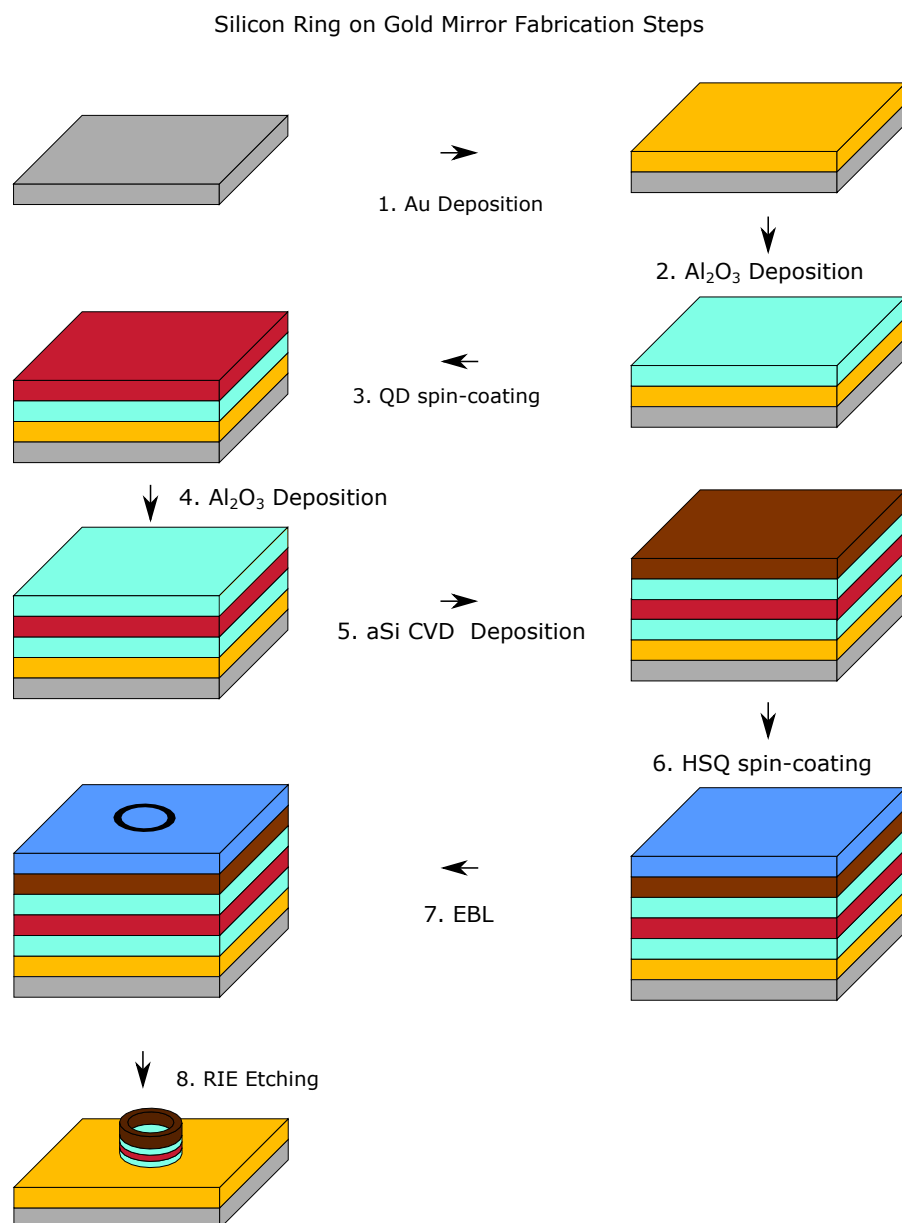 Silicon Ring on Gold Mirror Fabrication Steps
1. Au Deposition
2. Al₂O₃ Deposition
3. QD spin-coating
4. Al₂O₃ Deposition
5. aSi CVD  Deposition
6. HSQ spin-coating
7. EBL
8. RIE Etching